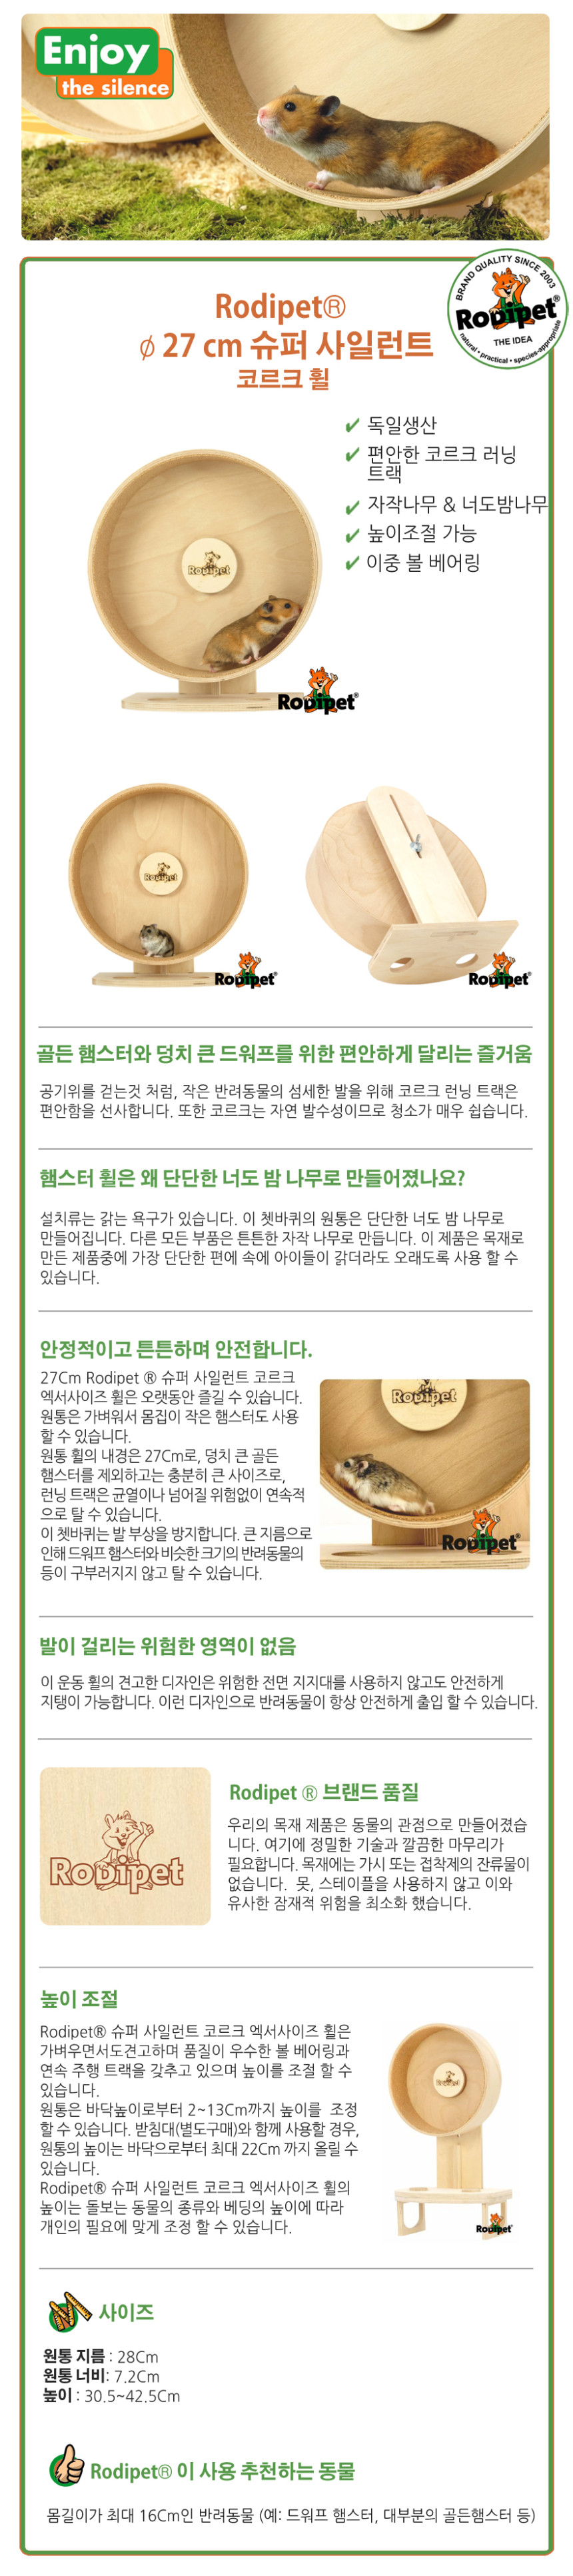 Enjoy
the silence
BRAND QUALITY SINCE 2003
Rodipet®
THE IDEA
natural • practical • species-appropriate
Rodipet®
ø 27 cm 슈퍼 사일런트
코르크 휠
✔ 독일생산
✔ 편안한 코르크 러닝
트랙
✔ 자작나무 & 너도밤나무
✔ 높이조절 가능
✔ 이중 볼 베어링
Rodipet
Rodipet®
Rodipet
Rodipet®
Rodipet®
골든 햄스터와 덩치 큰 드워프를 위한 편안하게 달리는 즐거움
공기위를 걷는것 처럼, 작은 반려동물의 섬세한 발을 위해 코르크 런닝 트랙은
편안함을 선사합니다. 또한 코르크는 자연 발수성이므로 청소가 매우 쉽습니다.
햄스터 휠은 왜 단단한 너도 밤 나무로 만들어졌나요?
설치류는 갉는 욕구가 있습니다. 이 쳇바퀴의 원통은 단단한 너도 밤 나무로
만들어집니다. 다른 모든 부품은 튼튼한 자작 나무로 만듭니다. 이 제품은 목재로
만든 제품중에 가장 단단한 편에 속에 아이들이 갉더라도 오래도록 사용 할 수
있습니다.
안정적이고 튼튼하며 안전합니다.
27Cm Rodipet ® 슈퍼 사일런트 코르크
엑서사이즈 휠은 오랫동안 즐길 수 있습니다.
원통은 가벼워서 몸집이 작은 햄스터도 사용
할 수 있습니다.
원통 휠의 내경은 27Cm로, 덩치 큰 골든
햄스터를 제외하고는 충분히 큰 사이즈로,
런닝 트랙은 균열이나 넘어질 위험없이 연속적
으로 탈 수 있습니다.
이 쳇바퀴는 발 부상을 방지합니다. 큰 지름으로
인해 드워프 햄스터와 비슷한 크기의 반려동물의
등이 구부러지지 않고 탈 수 있습니다.
Rodipet
Rodipet®
발이 걸리는 위험한 영역이 없음
이 운동 휠의 견고한 디자인은 위험한 전면 지지대를 사용하지 않고도 안전하게
지탱이 가능합니다. 이런 디자인으로 반려동물이 항상 안전하게 출입 할 수 있습니다.
Rodipet
Rodipet ® 브랜드 품질
우리의 목재 제품은 동물의 관점으로 만들어졌습
니다. 여기에 정밀한 기술과 깔끔한 마무리가
필요합니다. 목재에는 가시 또는 접착제의 잔류물이
없습니다. 못, 스테이플을 사용하지 않고 이와
유사한 잠재적 위험을 최소화 했습니다.
높이 조절
Rodipet® 슈퍼 사일런트 코르크 엑서사이즈 휠은
가벼우면서도견고하며 품질이 우수한 볼 베어링과
연속 주행 트랙을 갖추고 있으며 높이를 조절 할 수
있습니다.
원통은 바닥높이로부터 2~13Cm까지 높이를 조정
할 수 있습니다. 받침대(별도구매)와 함께 사용할 경우,
원통의 높이는 바닥으로부터 최대 22Cm 까지 올릴 수
있습니다.
Rodipet® 슈퍼 사일런트 코르크 엑서사이즈 휠의
높이는 돌보는 동물의 종류와 베딩의 높이에 따라
개인의 필요에 맞게 조정 할 수 있습니다.
Rodipet
Rodipet®
사이즈
원통 지름 : 28Cm
원통 너비: 7.2Cm
높이 : 30.5~42.5Cm
Rodipet® 이 사용 추천하는 동물
몸길이가 최대 16Cm인 반려동물 (예: 드워프 햄스터, 대부분의 골든햄스터 등)